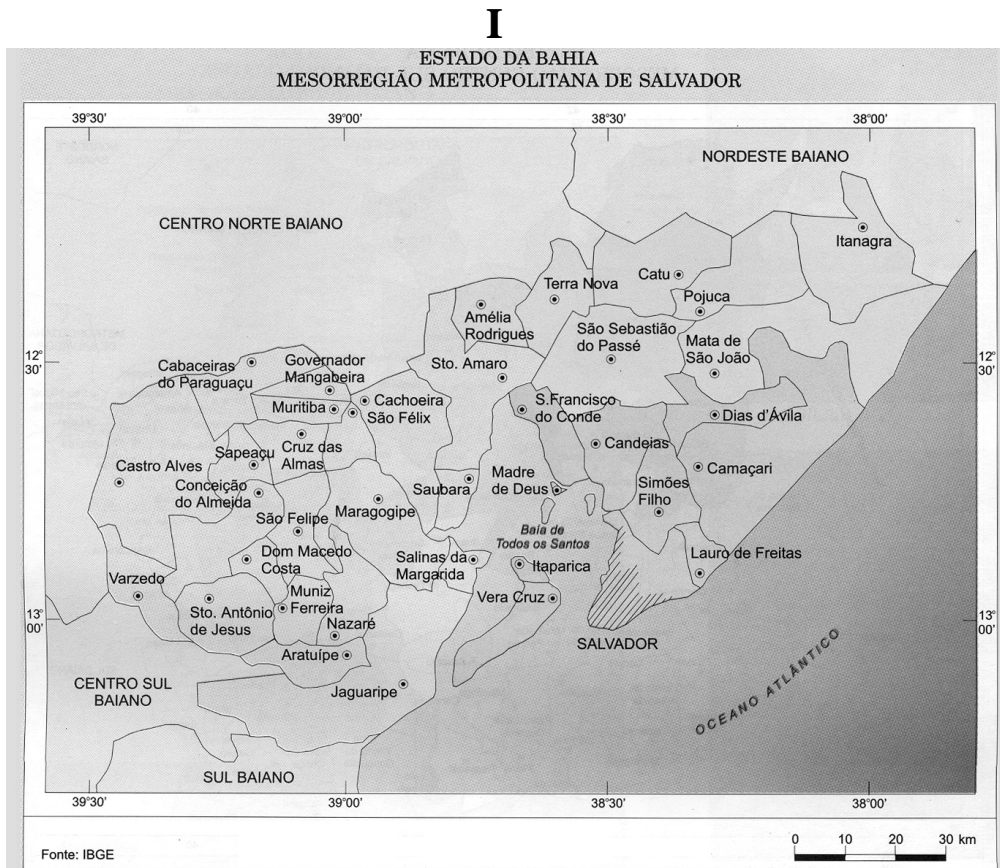 I
ESTADO DA BAHIA
MESORREGIÃO METROPOLITANA DE SALVADOR
39°30'
39°00'
38°30'
38°00'
NORDESTE BAIANO
CENTRO NORTE BAIANO
Itanagra
Catu
Terra Nova
Pojuca
Amélia
Rodrigues
São Sebastião
do Passé
Mata de
São João
12°
30'
12°
30'
Cabaceiras
do Paraguaçu
Governador
Mangabeira
Sto. Amaro
Muritiba
Cachoeira
São Félix
S.Francisco
do Conde
Dias d'Ávila
Cruz das
Almas
Candeias
Sapeaçu
Castro Alves
Camaçari
Conceição
do Almeida
Saubara
Madre
de Deus
Simões
Filho
Maragogipe
São Felipe
Baía de
Todos os Santos
Dom Macedo
Costa
Salinas da
Margarida
Itaparica
Lauro de Freitas
Varzedo
Muniz
Ferreira
Vera Cruz
Sto. Antônio
de Jesus
Nazaré
13°
00'
13°
00'
SALVADOR
Aratuípe
Jaguaripe
CENTRO SUL
BAIANO
OCEANO ATLÂNTICO
SUL BAIANO
39°30'
39°00'
38°30'
38°00'
Fonte: IBGE
0 10 20 30 km